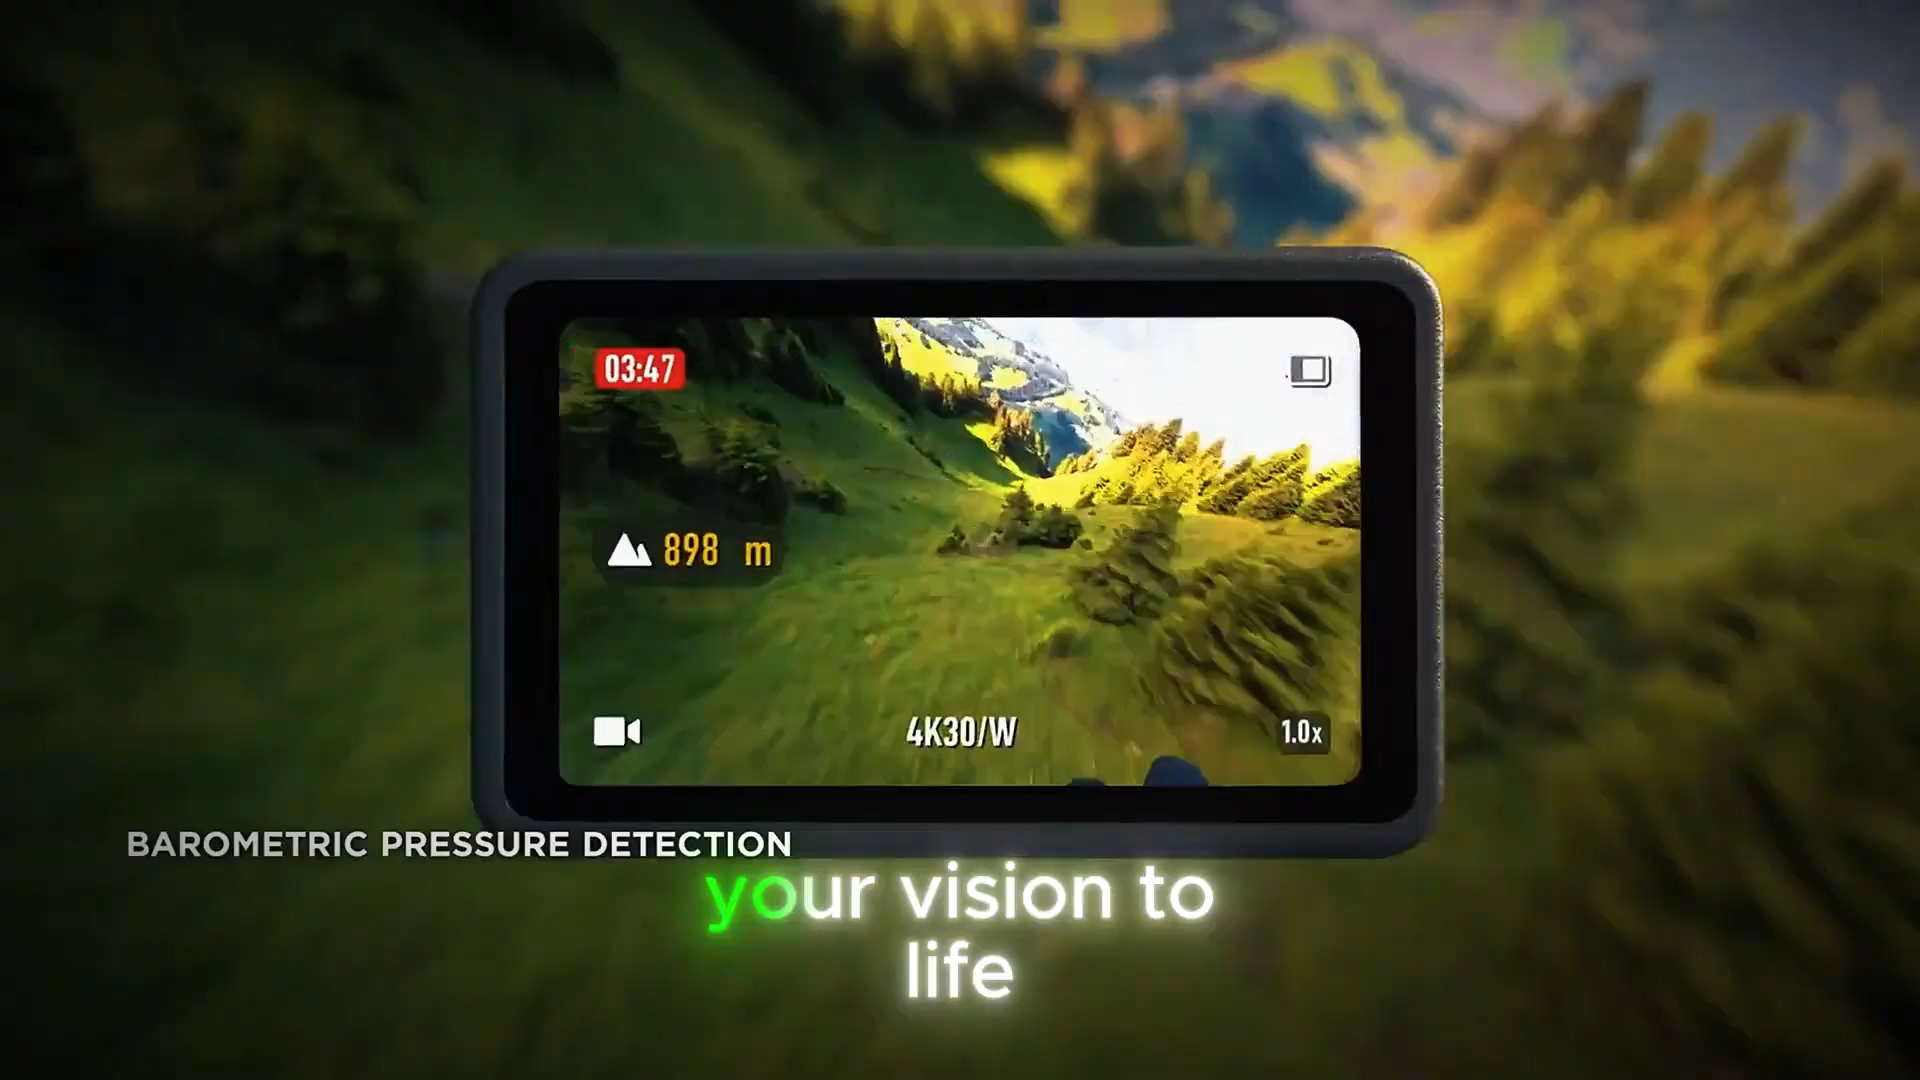 03:47
898 m
4K30/W
1.0x
BAROMETRIC PRESSURE DETECTION
your vision to
life